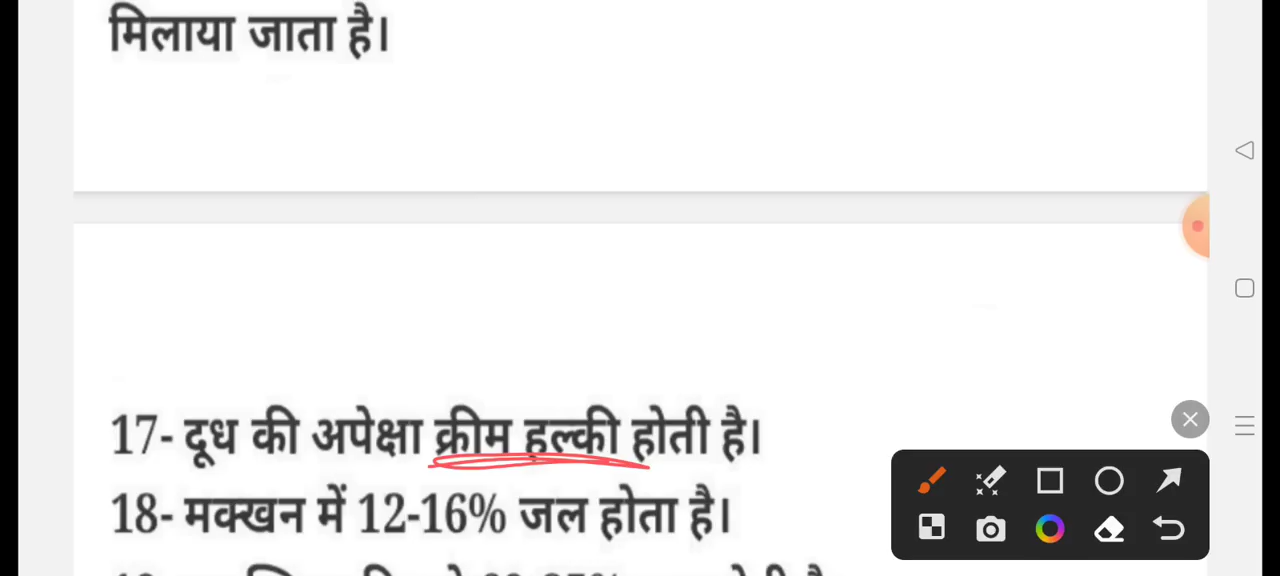 मिलाया जाता है।
17- दूध की अपेक्षा क्रीम हल्की होती है।
18- मक्खन में 12-16% जल होता है।